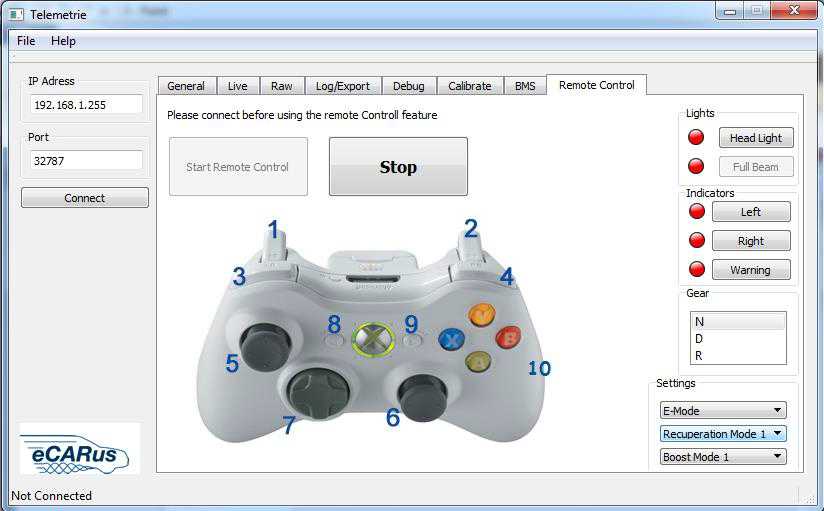 Telemetrie
File Help
IP Adress
192.168.1.255
Port
32787
Connect
General Live Raw Log/Export Debug Calibrate BMS Remote Control
Please connect before using the remote Controll feature
Start Remote Control
Stop
1
2
3
4
5
6
7
8
9
10
X
Y
B
A
Lights
Head Light
Full Beam
Indicators
Left
Right
Warning
Gear
N
D
R
Settings
E-Mode
Recuperation Mode 1
Boost Mode 1
eCARus
Not Connected